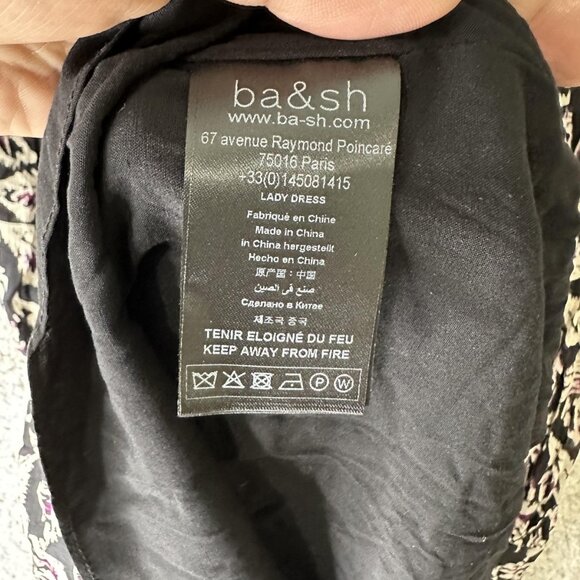 ba&sh
www.ba-sh.com
67 avenue Raymond Poincaré
75016 Paris
+33(0)145081415
LADY DRESS
Fabriqué en Chine
Made in China
in China hergestellt
Hecho en China
原产国：中国
صنع في الصين
Сделано в Китае
제조국 중국
TENIR ELOIGNÉ DU FEU
KEEP AWAY FROM FIRE
P W